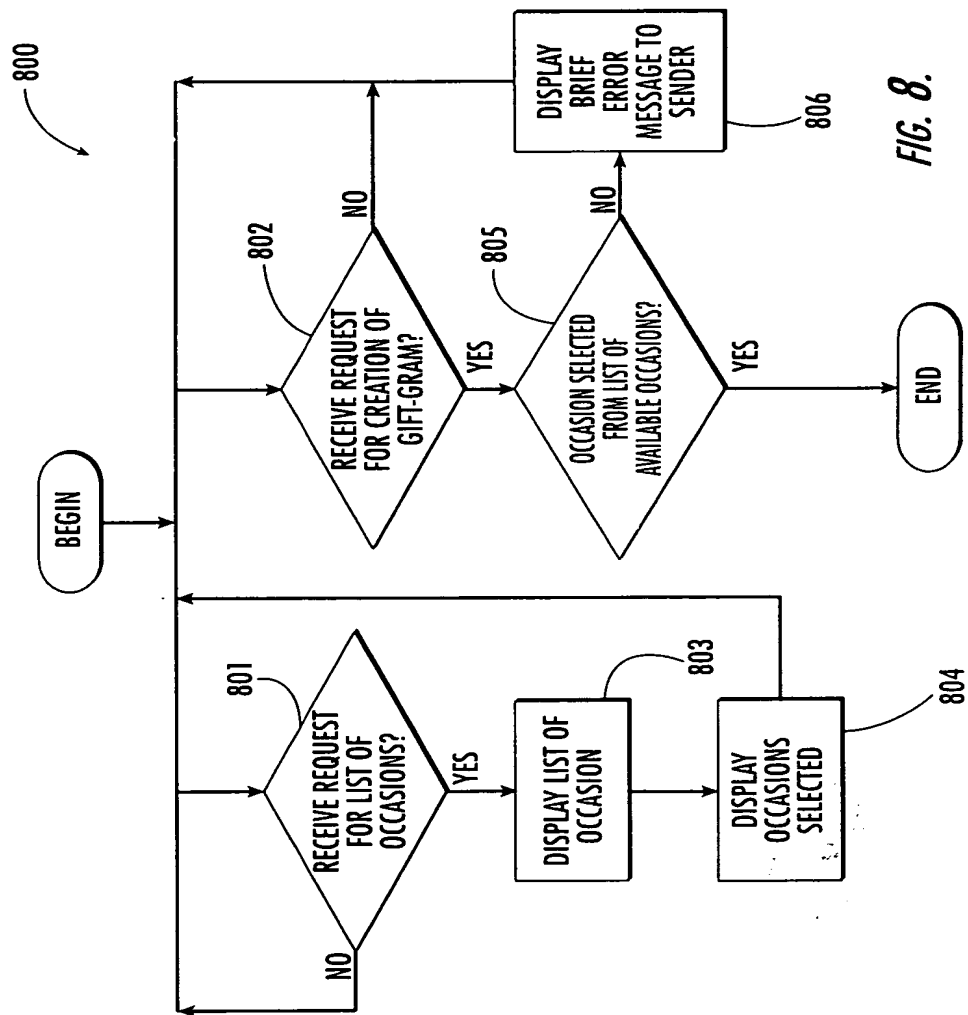 800
BEGIN
801
RECEIVE REQUEST
FOR LIST OF
OCCASIONS?
NO
YES
803
DISPLAY LIST OF
OCCASION
804
DISPLAY
OCCASIONS
SELECTED
802
RECEIVE REQUEST
FOR CREATION OF
GIFT-GRAM?
NO
YES
805
OCCASION SELECTED
FROM LIST OF
AVAILABLE OCCASIONS?
NO
YES
DISPLAY
BRIEF
ERROR
MESSAGE TO
SENDER
806
END
FIG. 8.